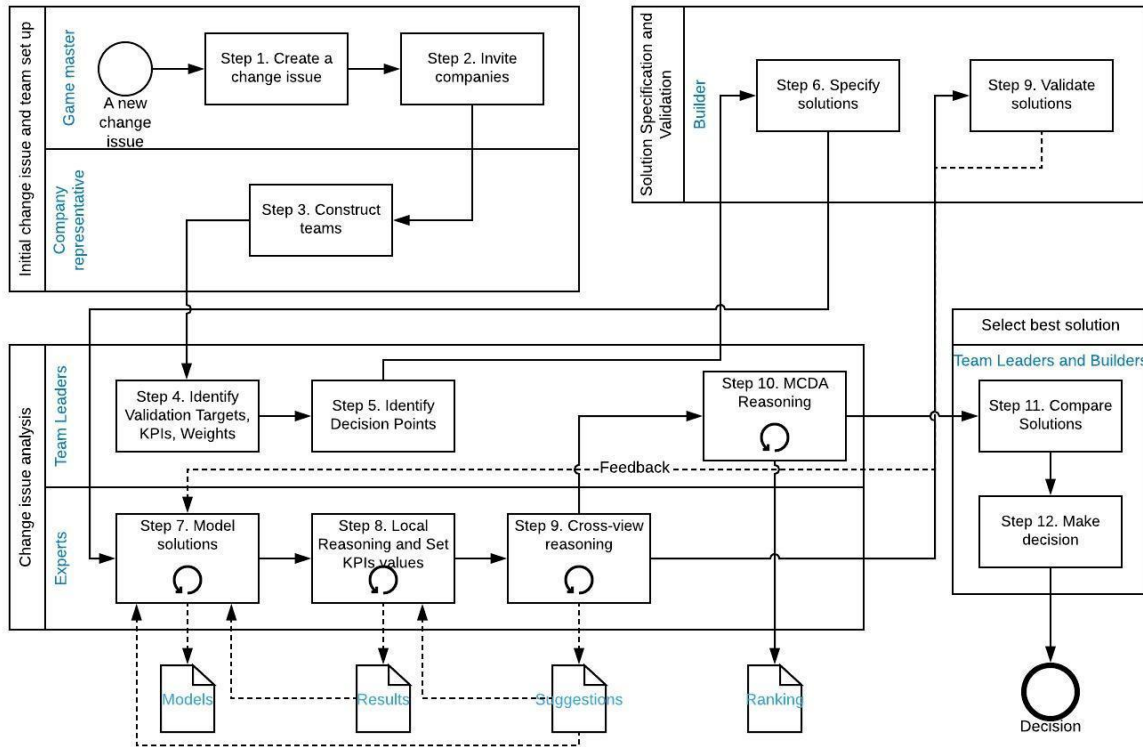 Initial change issue and team set up
Game master
A new
change
issue
Step 1. Create a
change issue
Step 2. Invite
companies
Company
representative
Step 3. Construct
teams
Solution Specification and
Validation
Builder
Step 6. Specify
solutions
Step 9. Validate
solutions
Change issue analysis
Team Leaders
Step 4. Identify
Validation Targets,
KPIs, Weights
Step 5. Identify
Decision Points
Step 10. MCDA
Reasoning
Feedback
Experts
Step 7. Model
solutions
Step 8. Local
Reasoning and Set
KPIs values
Step 9. Cross-view
reasoning
Models
Results
Suggestions
Ranking
Select best solution
Team Leaders and Builders
Step 11. Compare
Solutions
Step 12. Make
decision
Decision